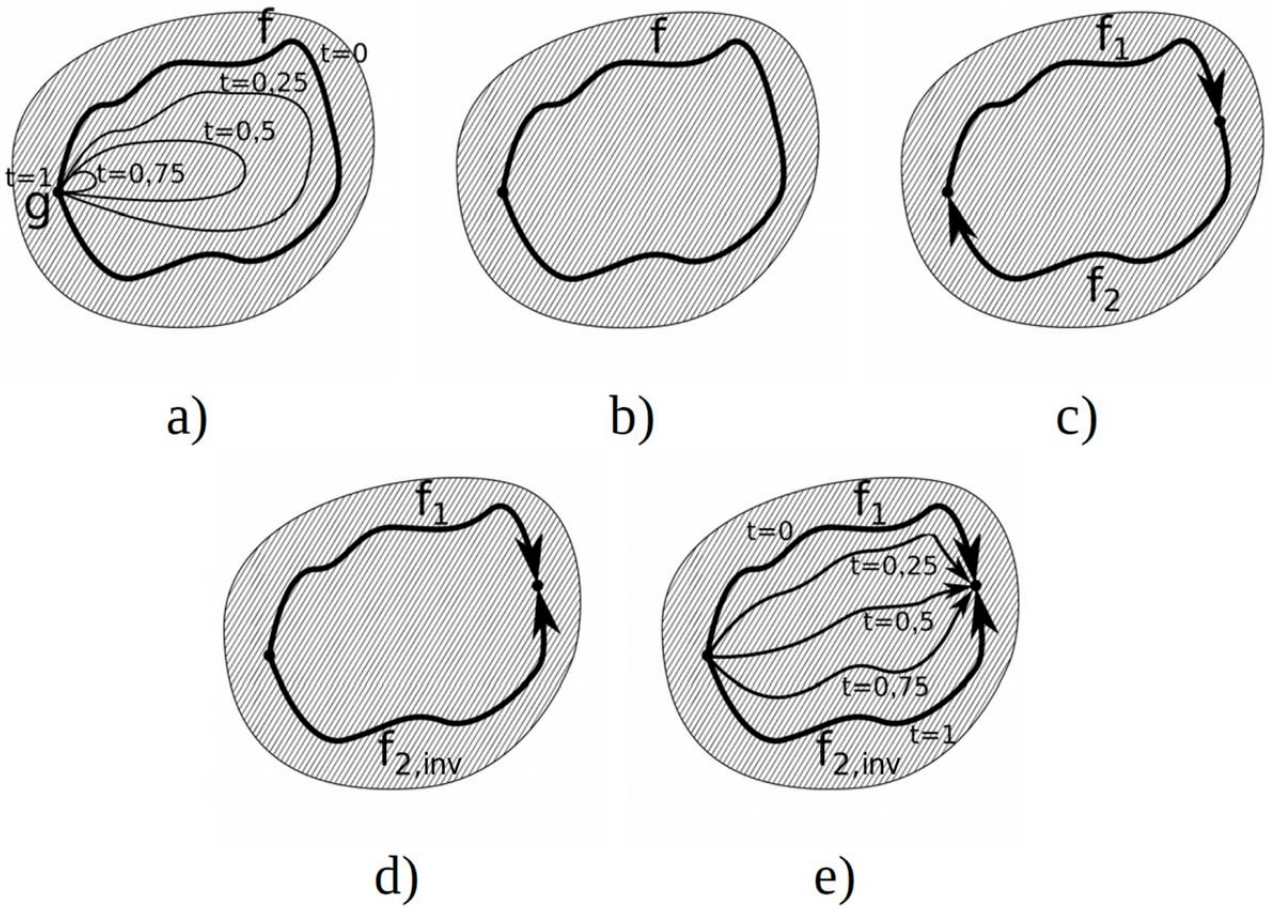 f
t=0
t=0,25
t=0,5
t=0,75
t=1
g
f
f1
f2
a)
b)
c)
f1
f2,inv
t=0
f1
t=0,25
t=0,5
t=0,75
f2,inv
t=1
d)
e)